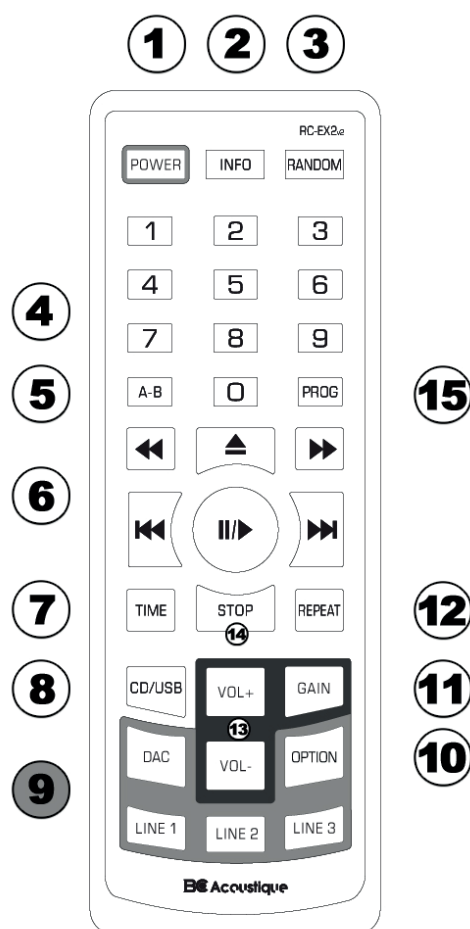 1 2 3
RC-EX2v2
POWER INFO RANDOM
1 2 3
4
4 5 6
7 8 9
5 A-B 0 PROG 15
6
7 TIME STOP REPEAT 12
14
8 CD/USB VOL+ GAIN 11
13
DAC VOL- OPTION 10
9
LINE 1 LINE 2 LINE 3
BC Acoustique